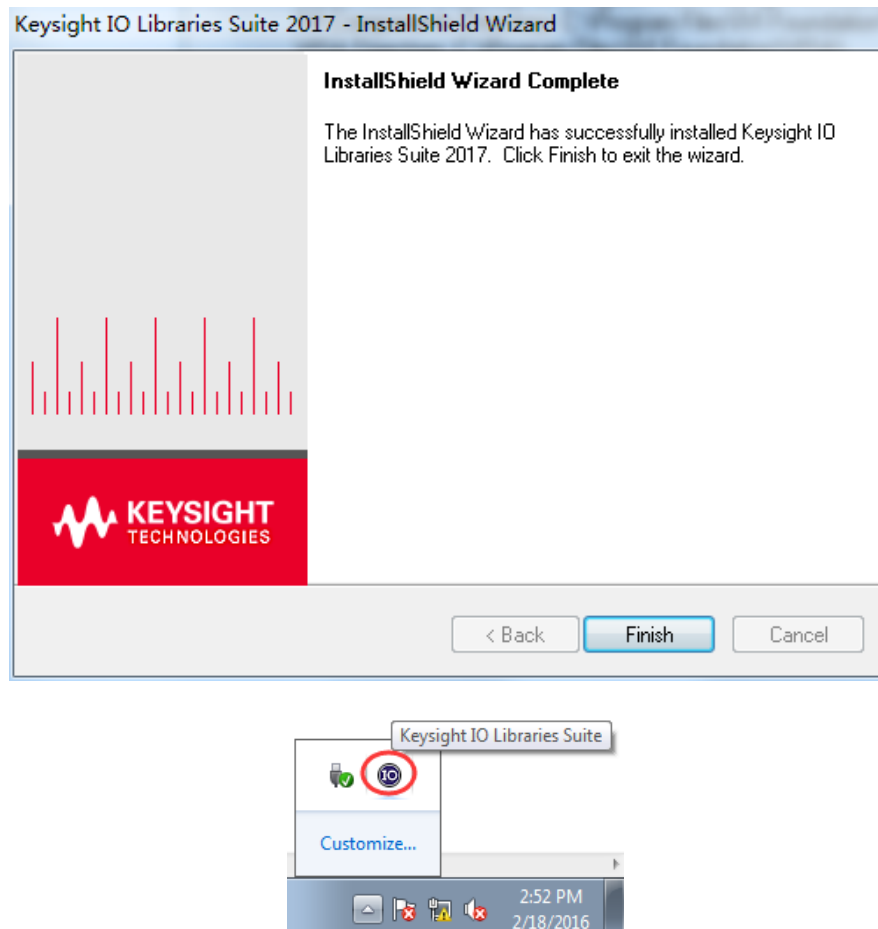 Keysight IO Libraries Suite 2017 - InstallShield Wizard
InstallShield Wizard Complete
The InstallShield Wizard has successfully installed Keysight IO
Libraries Suite 2017. Click Finish to exit the wizard.
KEYSIGHT
TECHNOLOGIES
< Back
Finish
Cancel
Keysight IO Libraries Suite
IO
Customize...
2:52 PM
2/18/2016